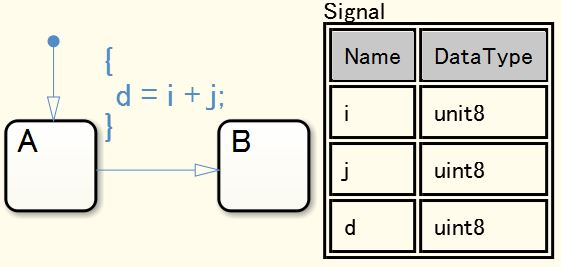 {
d = i + j;
}
A
B
Signal
Name DataType
i unit8
j uint8
d uint8